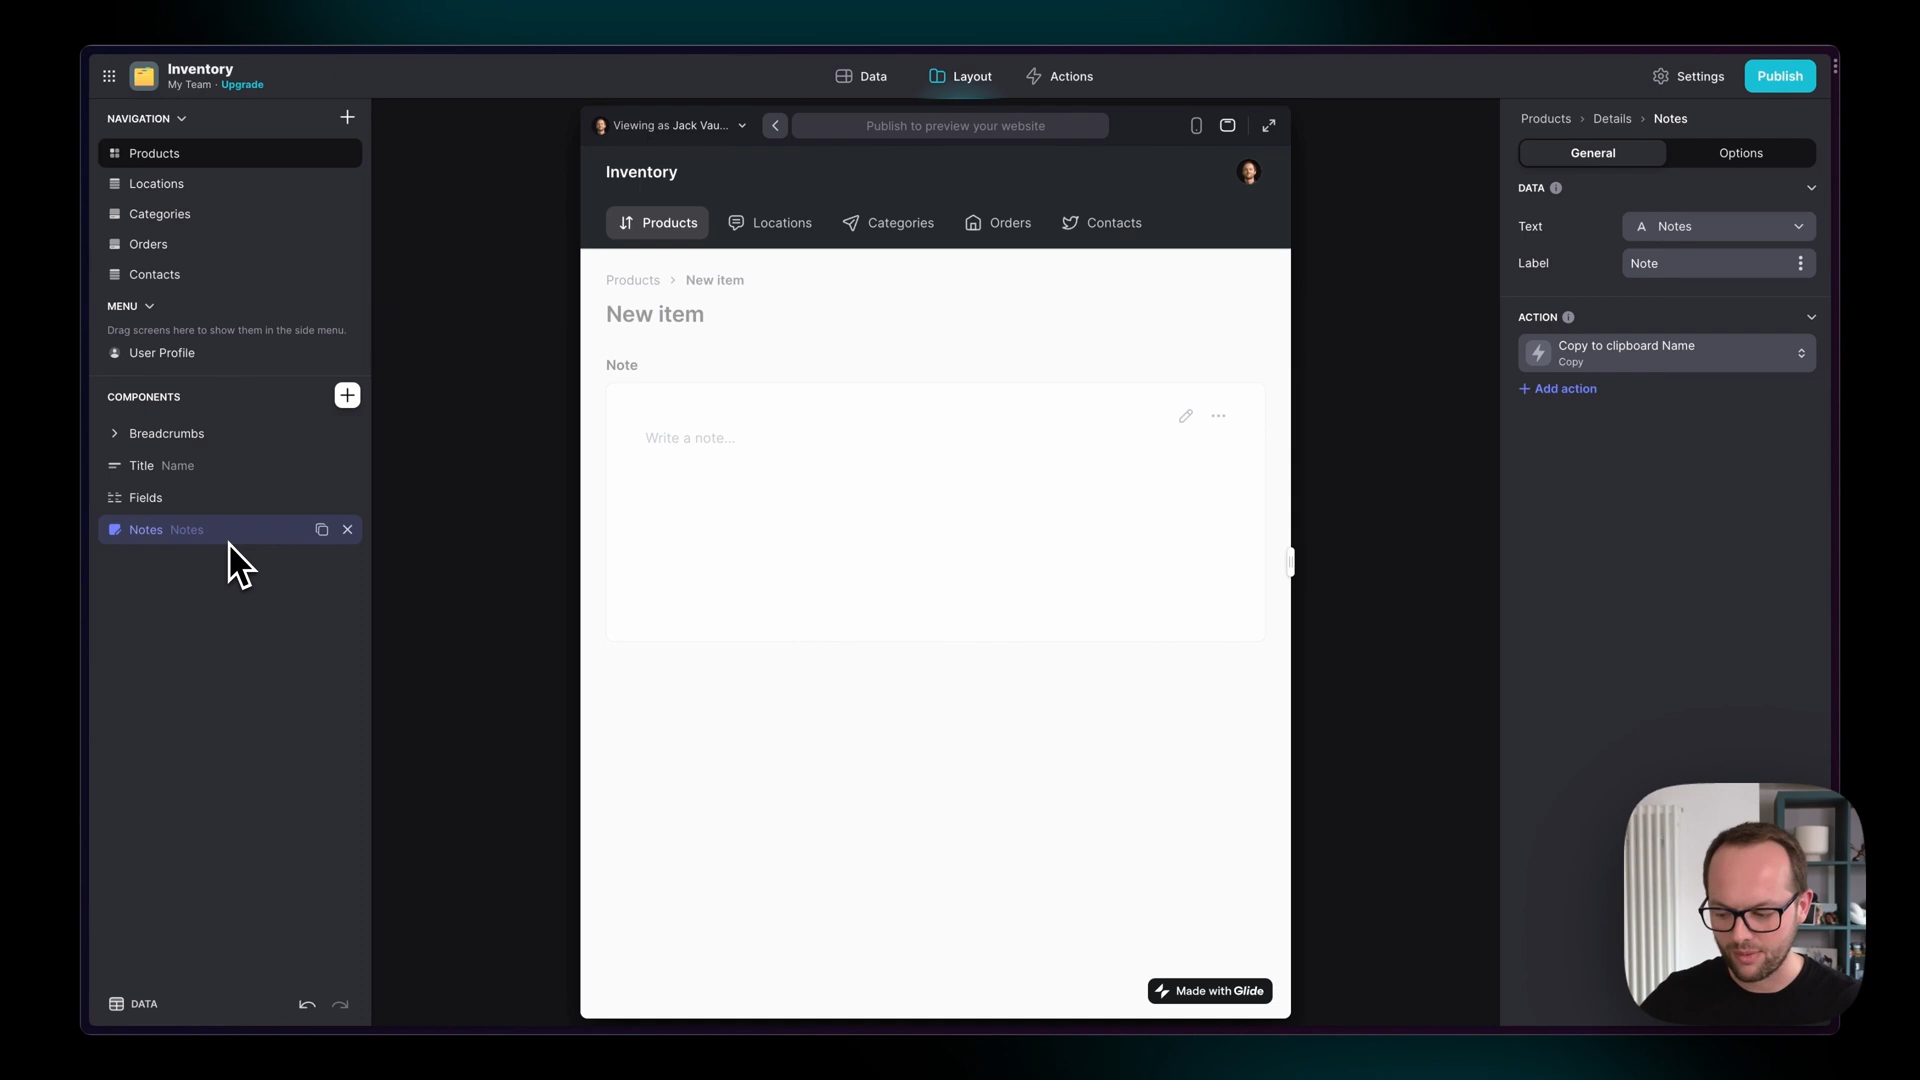 Inventory
My Team · Upgrade
Data
Layout
Actions
Settings
Publish
NAVIGATION
Products
Locations
Categories
Orders
Contacts
MENU
Drag screens here to show them in the side menu.
User Profile
COMPONENTS
Breadcrumbs
Title Name
Fields
Notes Notes
DATA
Viewing as Jack Vau...
Publish to preview your website
Inventory
Products
Locations
Categories
Orders
Contacts
Products > New item
New item
Note
Write a note...
Made with Glide
Products > Details > Notes
General
Options
DATA
Text
A Notes
Label
Note
ACTION
Copy to clipboard Name
Copy
+ Add action